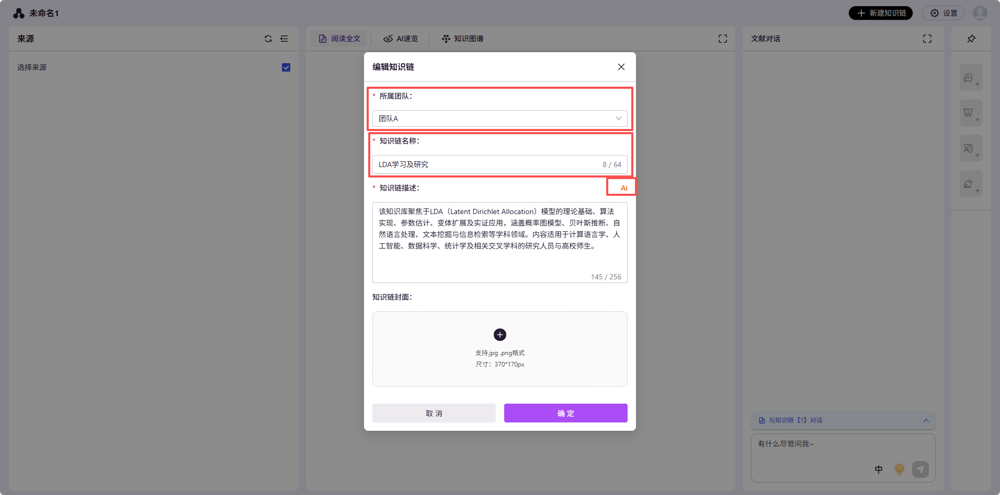 未命名1
新建知识链
设置
来源
阅读全文
AI速览
知识图谱
文献对话
选择来源
编辑知识链
* 所属团队：
团队A
* 知识链名称：
LDA学习及研究
8 / 64
* 知识链描述：
Ai
该知识库聚焦于LDA（Latent Dirichlet Allocation）模型的理论基础、算法
实现、参数估计、变体扩展及实证应用，涵盖概率图模型、贝叶斯推断、自
然语言处理、文本挖掘与信息检索等学科领域。内容适用于计算语言学、人
工智能、数据科学、统计学及相关交叉学科的研究人员与高校师生。
145 / 256
知识链封面：
支持.jpg .png格式
尺寸：370*170px
取 消
确 定
与知识链【1】对话
有什么尽管问我~
中